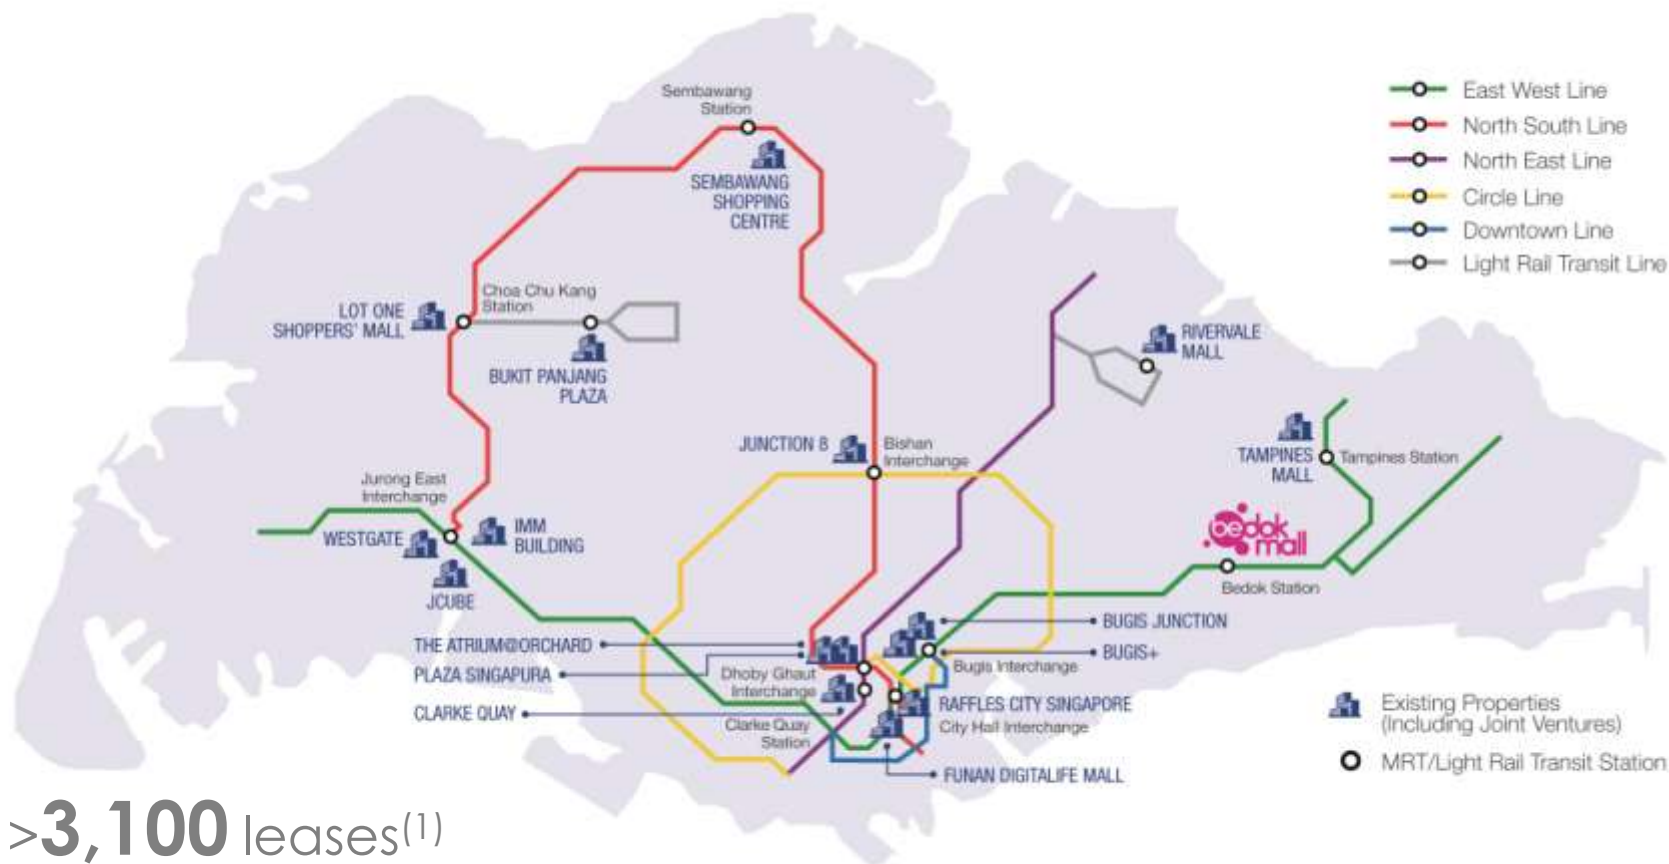 Sembawang
Station
SEMBAWANG
SHOPPING
CENTRE
East West Line
North South Line
North East Line
Circle Line
Downtown Line
Light Rail Transit Line
LOT ONE
SHOPPERS' MALL
Choa Chu Kang
Station
BUKIT PANJANG
PLAZA
RIVERVALE
MALL
JUNCTION 8
Bishan
Interchange
TAMPINES
MALL
Tampines Station
Jurong East
Interchange
WESTGATE
IMM
BUILDING
JCUBE
bedok
mall
Bedok Station
THE ATRIUM@ORCHARD
PLAZA SINGAPURA
CLARKE QUAY
Dhoby Ghaut
Interchange
Clarke Quay
Station
BUGIS JUNCTION
BUGIS+
Bugis Interchange
RAFFLES CITY SINGAPORE
City Hall Interchange
FUNAN DIGITALIFE MALL
Existing Properties
(Including Joint Ventures)
MRT/Light Rail Transit Station
>3,100 leases(1)